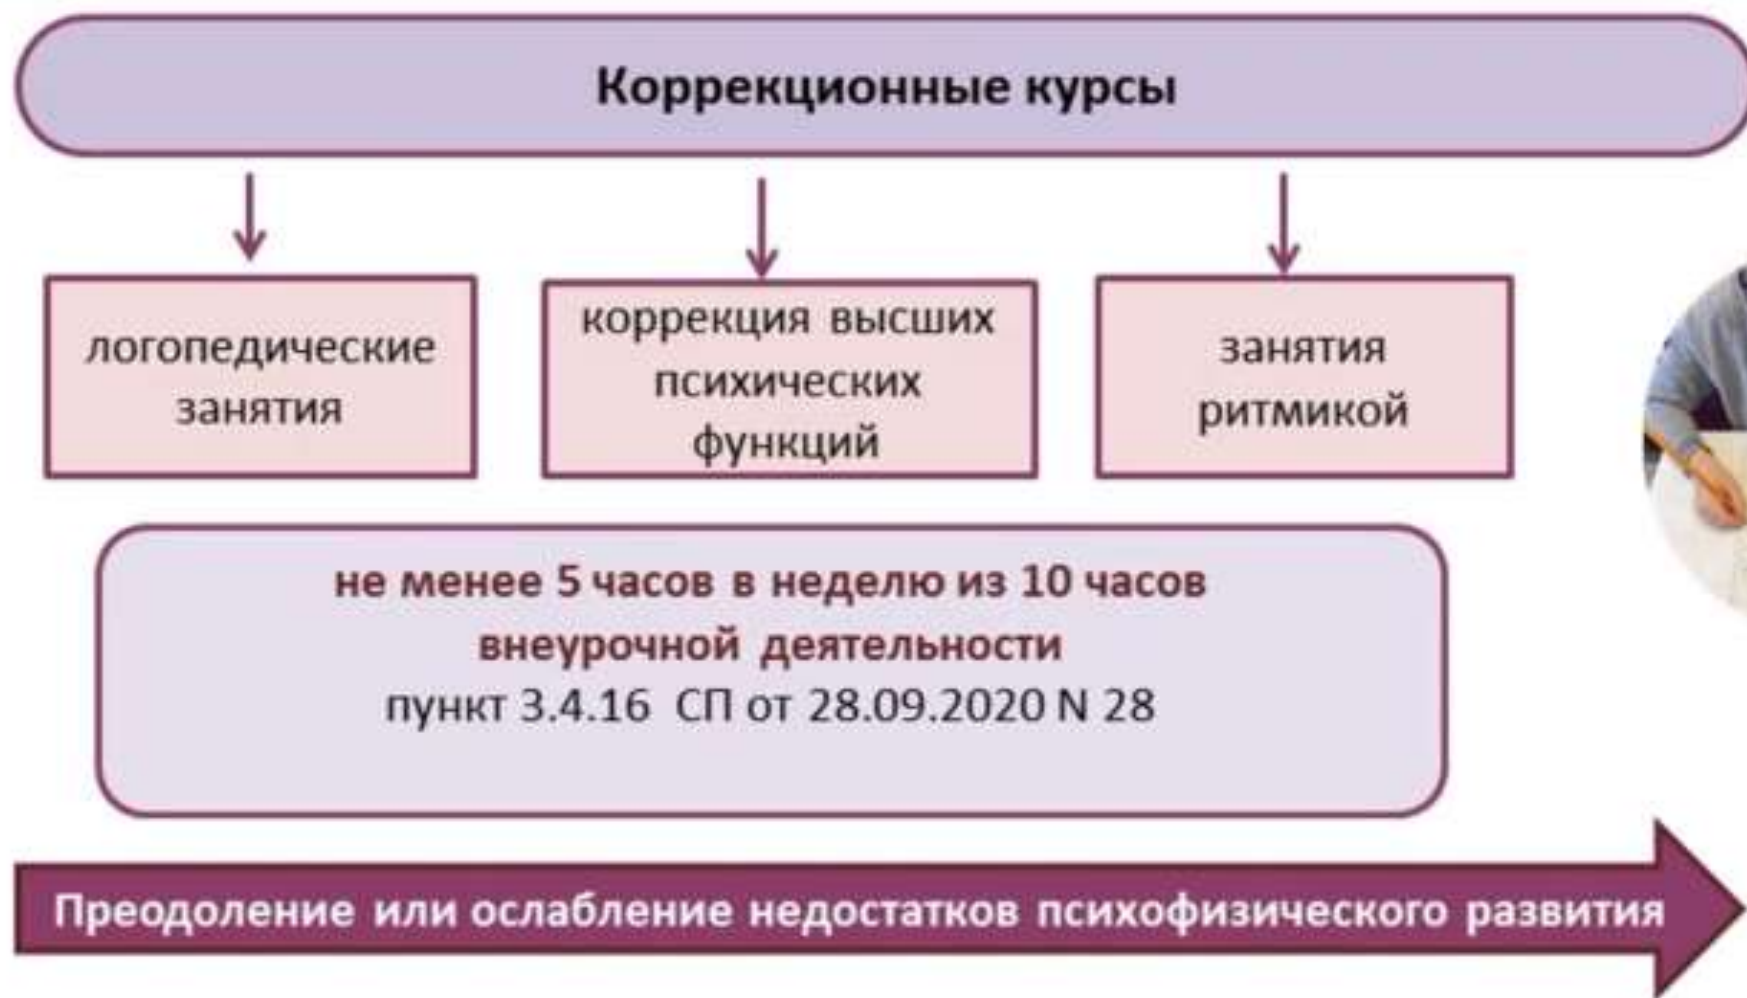 Коррекционные курсы
логопедические
занятия
коррекция высших
психических
функций
занятия
ритмикой
не менее 5 часов в неделю из 10 часов
внеурочной деятельности
пункт 3.4.16 СП от 28.09.2020 N 28
Преодоление или ослабление недостатков психофизического развития